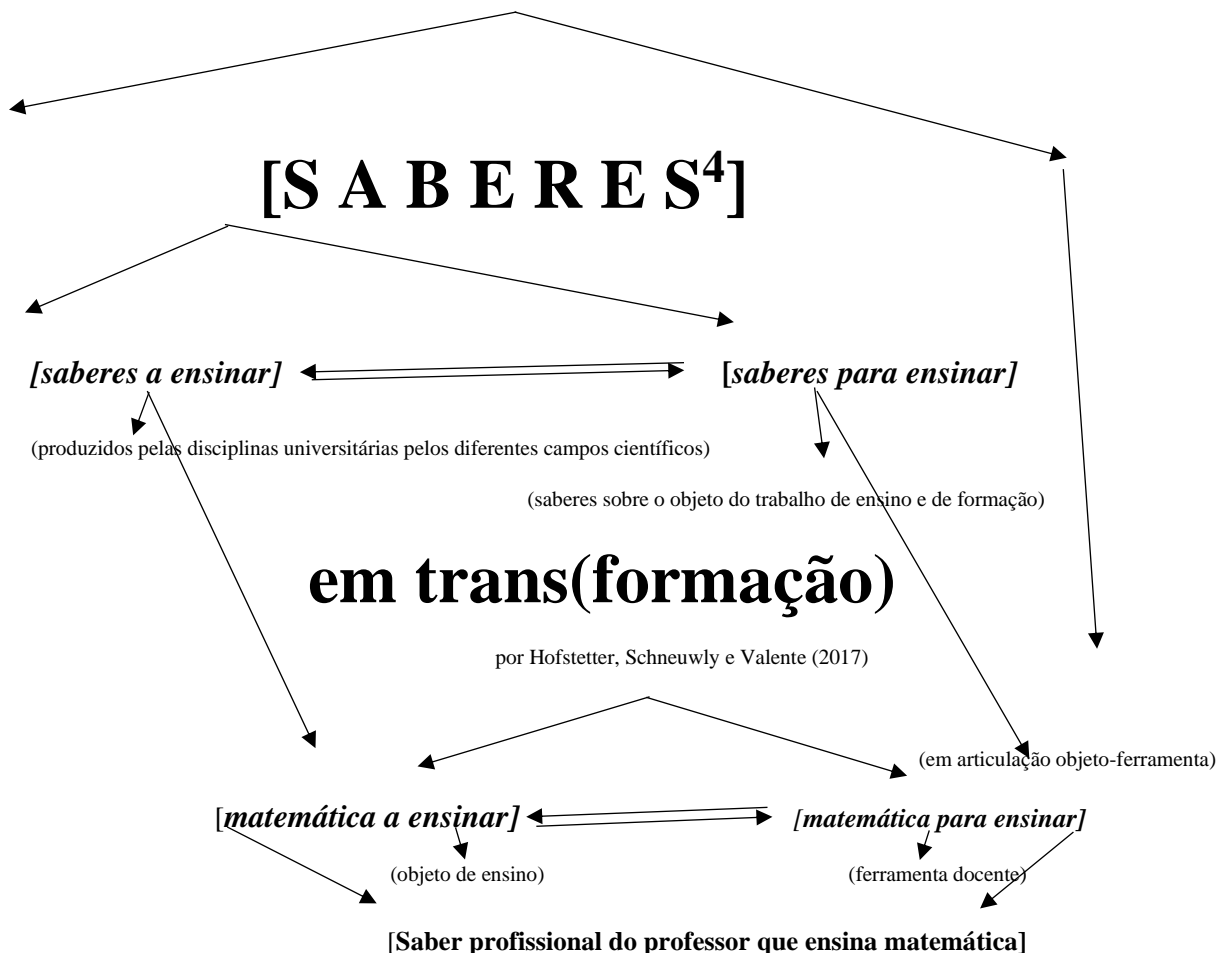 [S A B E R E S⁴]
[saberes a ensinar] [saberes para ensinar]
(produzidos pelas disciplinas universitárias pelos diferentes campos científicos)
(saberes sobre o objeto do trabalho de ensino e de formação)
em trans(formação)
por Hofstetter, Schneuwly e Valente (2017)
(em articulação objeto-ferramenta)
[matemática a ensinar] [matemática para ensinar]
(objeto de ensino) (ferramenta docente)
[Saber profissional do professor que ensina matemática]